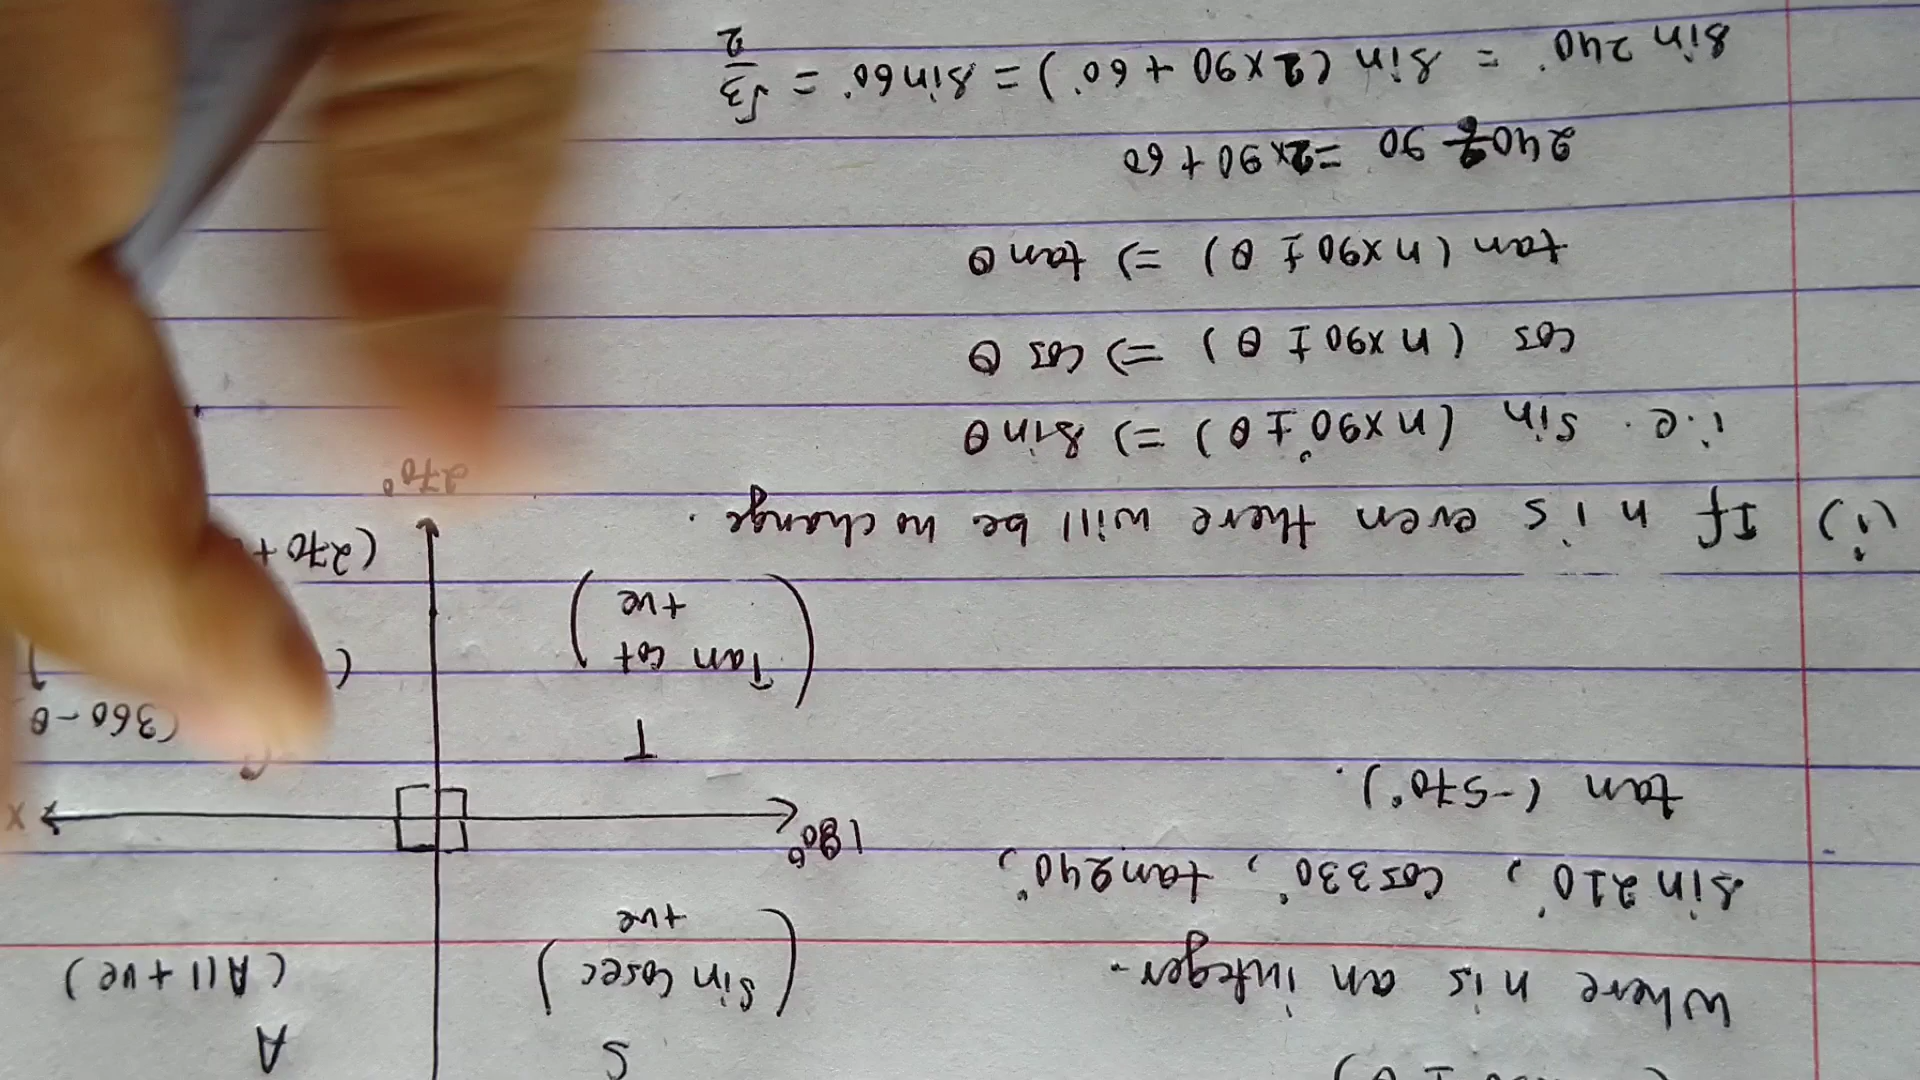 ± θ)
where n is an integer.
sin 210°, cos 330°, tan 240°,
tan (-570°).
S
(sin cosec
+ve)
A
(All +ve)
180°
X
T
(Tan cot
+ve)
(360 - θ
(270 +
270°
(i) If n is even there will be no change.
i.e. sin (n×90° ± θ) => sin θ
cos (n×90 ± θ) => cos θ
tan (n×90 ± θ) => tan θ
240 90 = 2×90 + 60
sin 240° = sin (2×90 + 60°) = sin 60° = √3/2